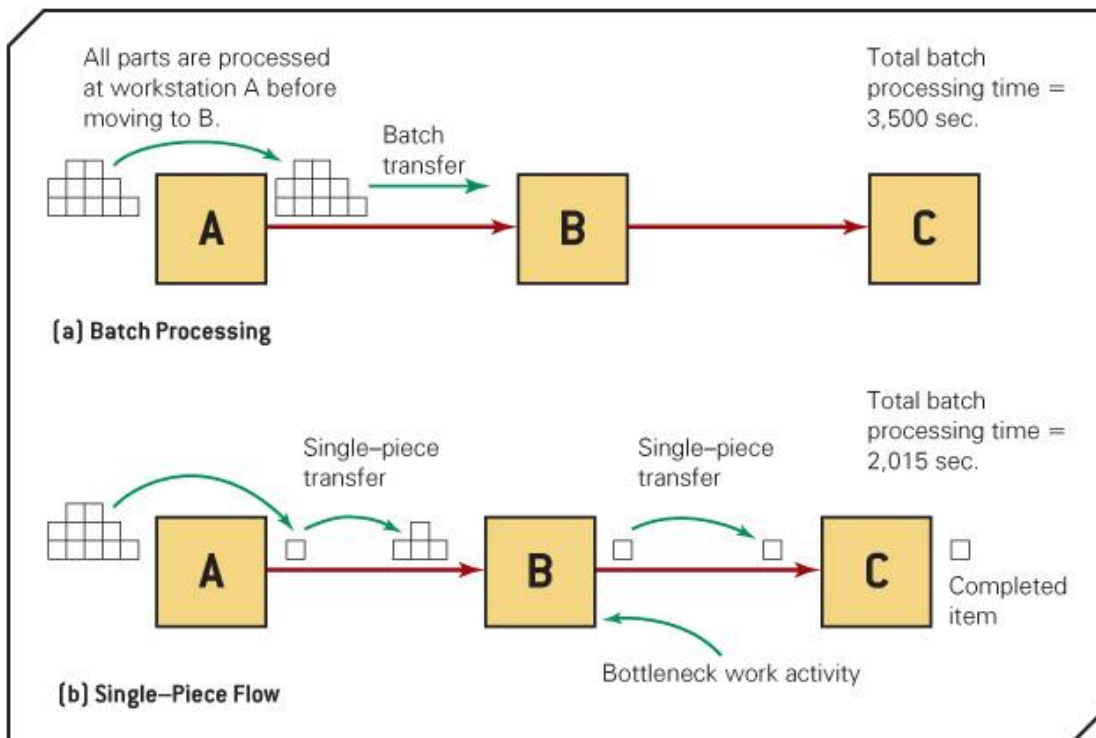 All parts are processed
at workstation A before
moving to B.
Total batch
processing time =
3,500 sec.
Batch
transfer
A
B
C
(a) Batch Processing
Total batch
processing time =
2,015 sec.
Single–piece
transfer
Single–piece
transfer
A
B
C
Completed
item
Bottleneck work activity
(b) Single–Piece Flow